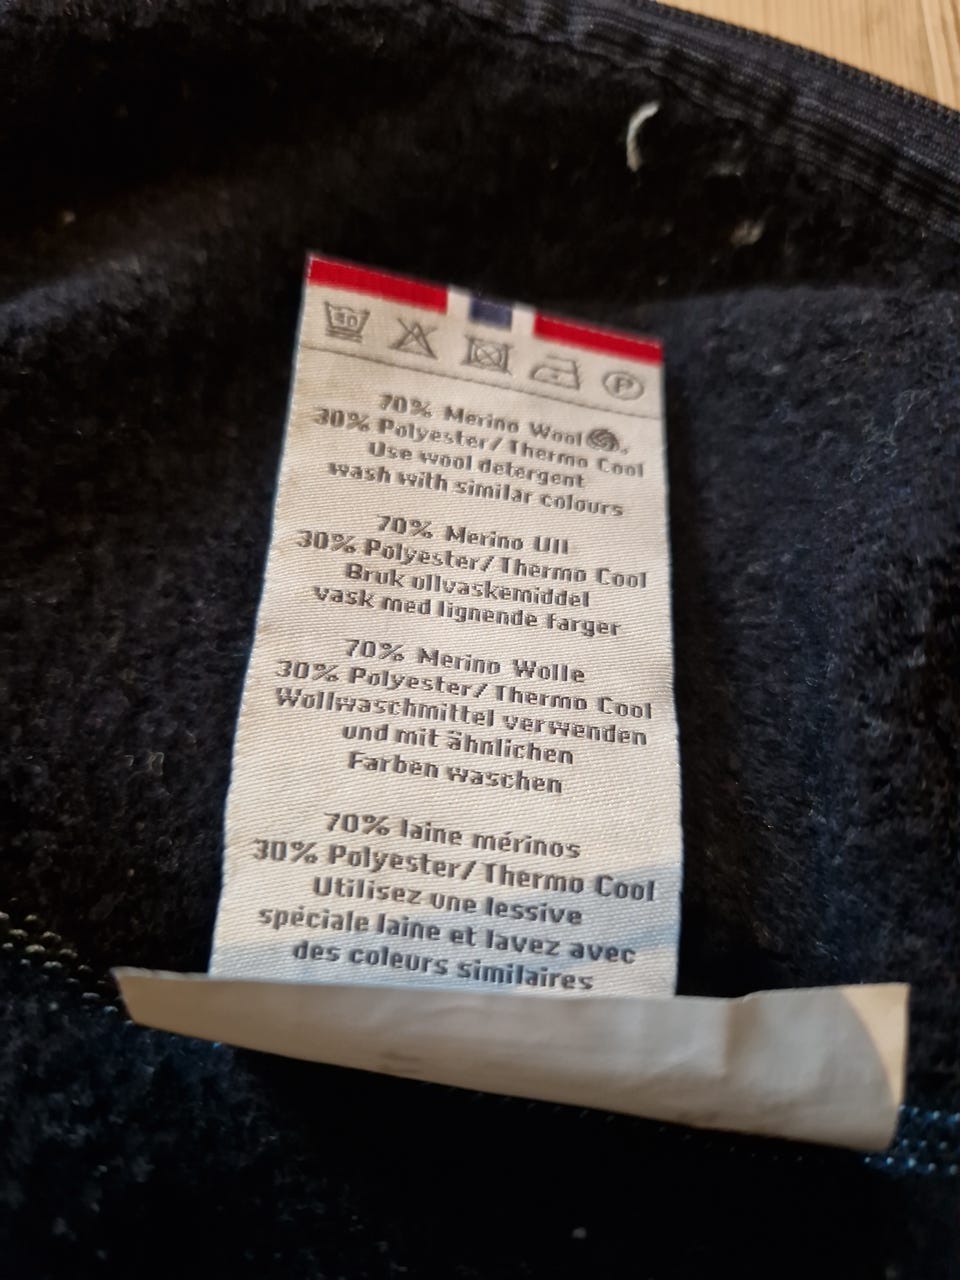 40
P
70% Merino Wool
30% Polyester/Thermo Cool
Use wool detergent
wash with similar colours
70% Merino Ull
30% Polyester/Thermo Cool
Bruk ullvaskemiddel
vask med lignende farger
70% Merino Wolle
30% Polyester/Thermo Cool
Wollwaschmittel verwenden
und mit ähnlichen
Farben waschen
70% laine mérinos
30% Polyester/Thermo Cool
Utilisez une lessive
spéciale laine et lavez avec
des coleurs similaires